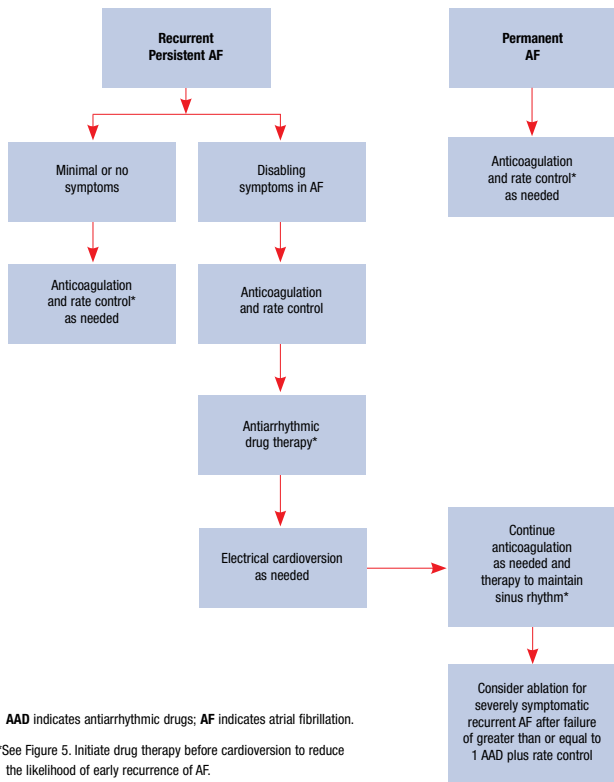 Recurrent
Persistent AF
Permanent
AF
Minimal or no
symptoms
Disabling
symptoms in AF
Anticoagulation
and rate control*
as needed
Anticoagulation
and rate control*
as needed
Anticoagulation
and rate control
Antiarrhythmic
drug therapy*
Electrical cardioversion
as needed
Continue
anticoagulation
as needed and
therapy to maintain
sinus rhythm*
Consider ablation for
severely symptomatic
recurrent AF after failure
of greater than or equal to
1 AAD plus rate control
AAD indicates antiarrhythmic drugs; AF indicates atrial fibrillation.
*See Figure 5. Initiate drug therapy before cardioversion to reduce
the likelihood of early recurrence of AF.